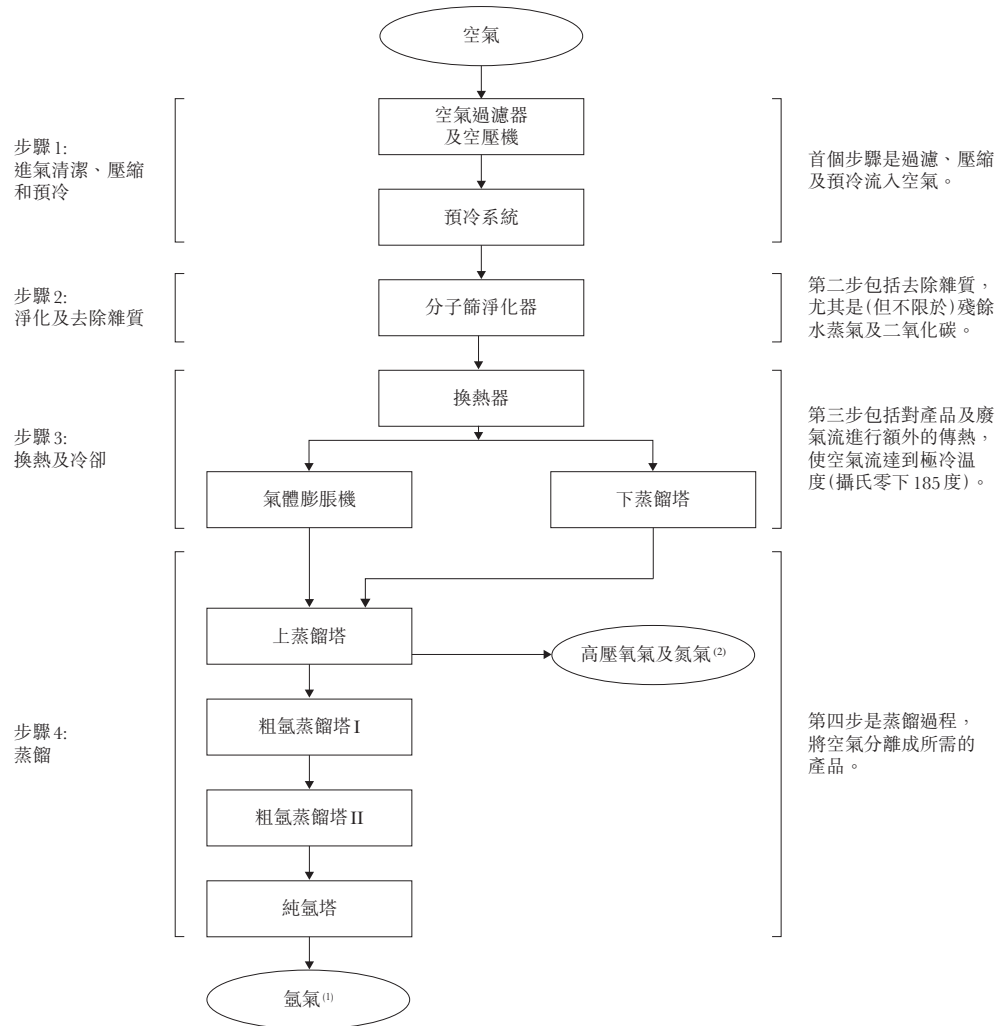 空氣
步驟1:
進氣清潔、壓縮
和預冷
空氣過濾器
及空壓機
預冷系統
首個步驟是過濾、壓縮
及預冷流入空氣。
步驟2:
淨化及去除雜質
分子篩淨化器
第二步包括去除雜質，
尤其是(但不限於)殘餘
水蒸氣及二氧化碳。
步驟3:
換熱及冷卻
換熱器
氣體膨脹機
下蒸餾塔
第三步包括對產品及廢
氣流進行額外的傳熱，
使空氣流達到極冷溫
度(攝氏零下185度)。
步驟4:
蒸餾
上蒸餾塔
高壓氧氣及氮氣(2)
粗氬蒸餾塔I
粗氬蒸餾塔II
純氬塔
第四步是蒸餾過程，
將空氣分離成所需的
產品。
氬氣(1)